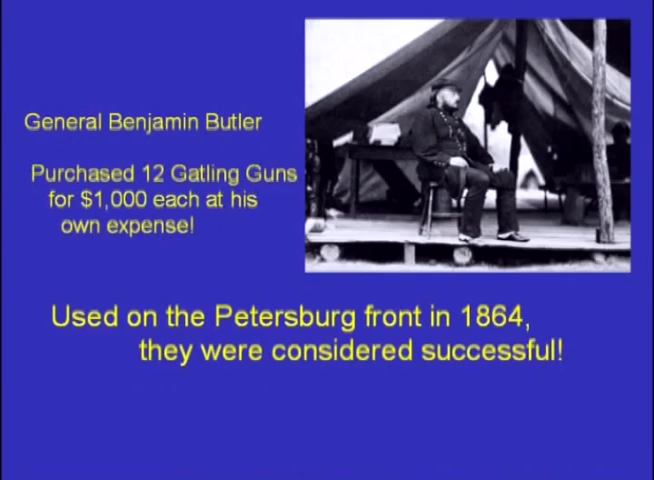 General Benjamin Butler
Purchased 12 Gatling Guns
for $1,000 each at his
own expense!
Used on the Petersburg front in 1864,
they were considered successful!